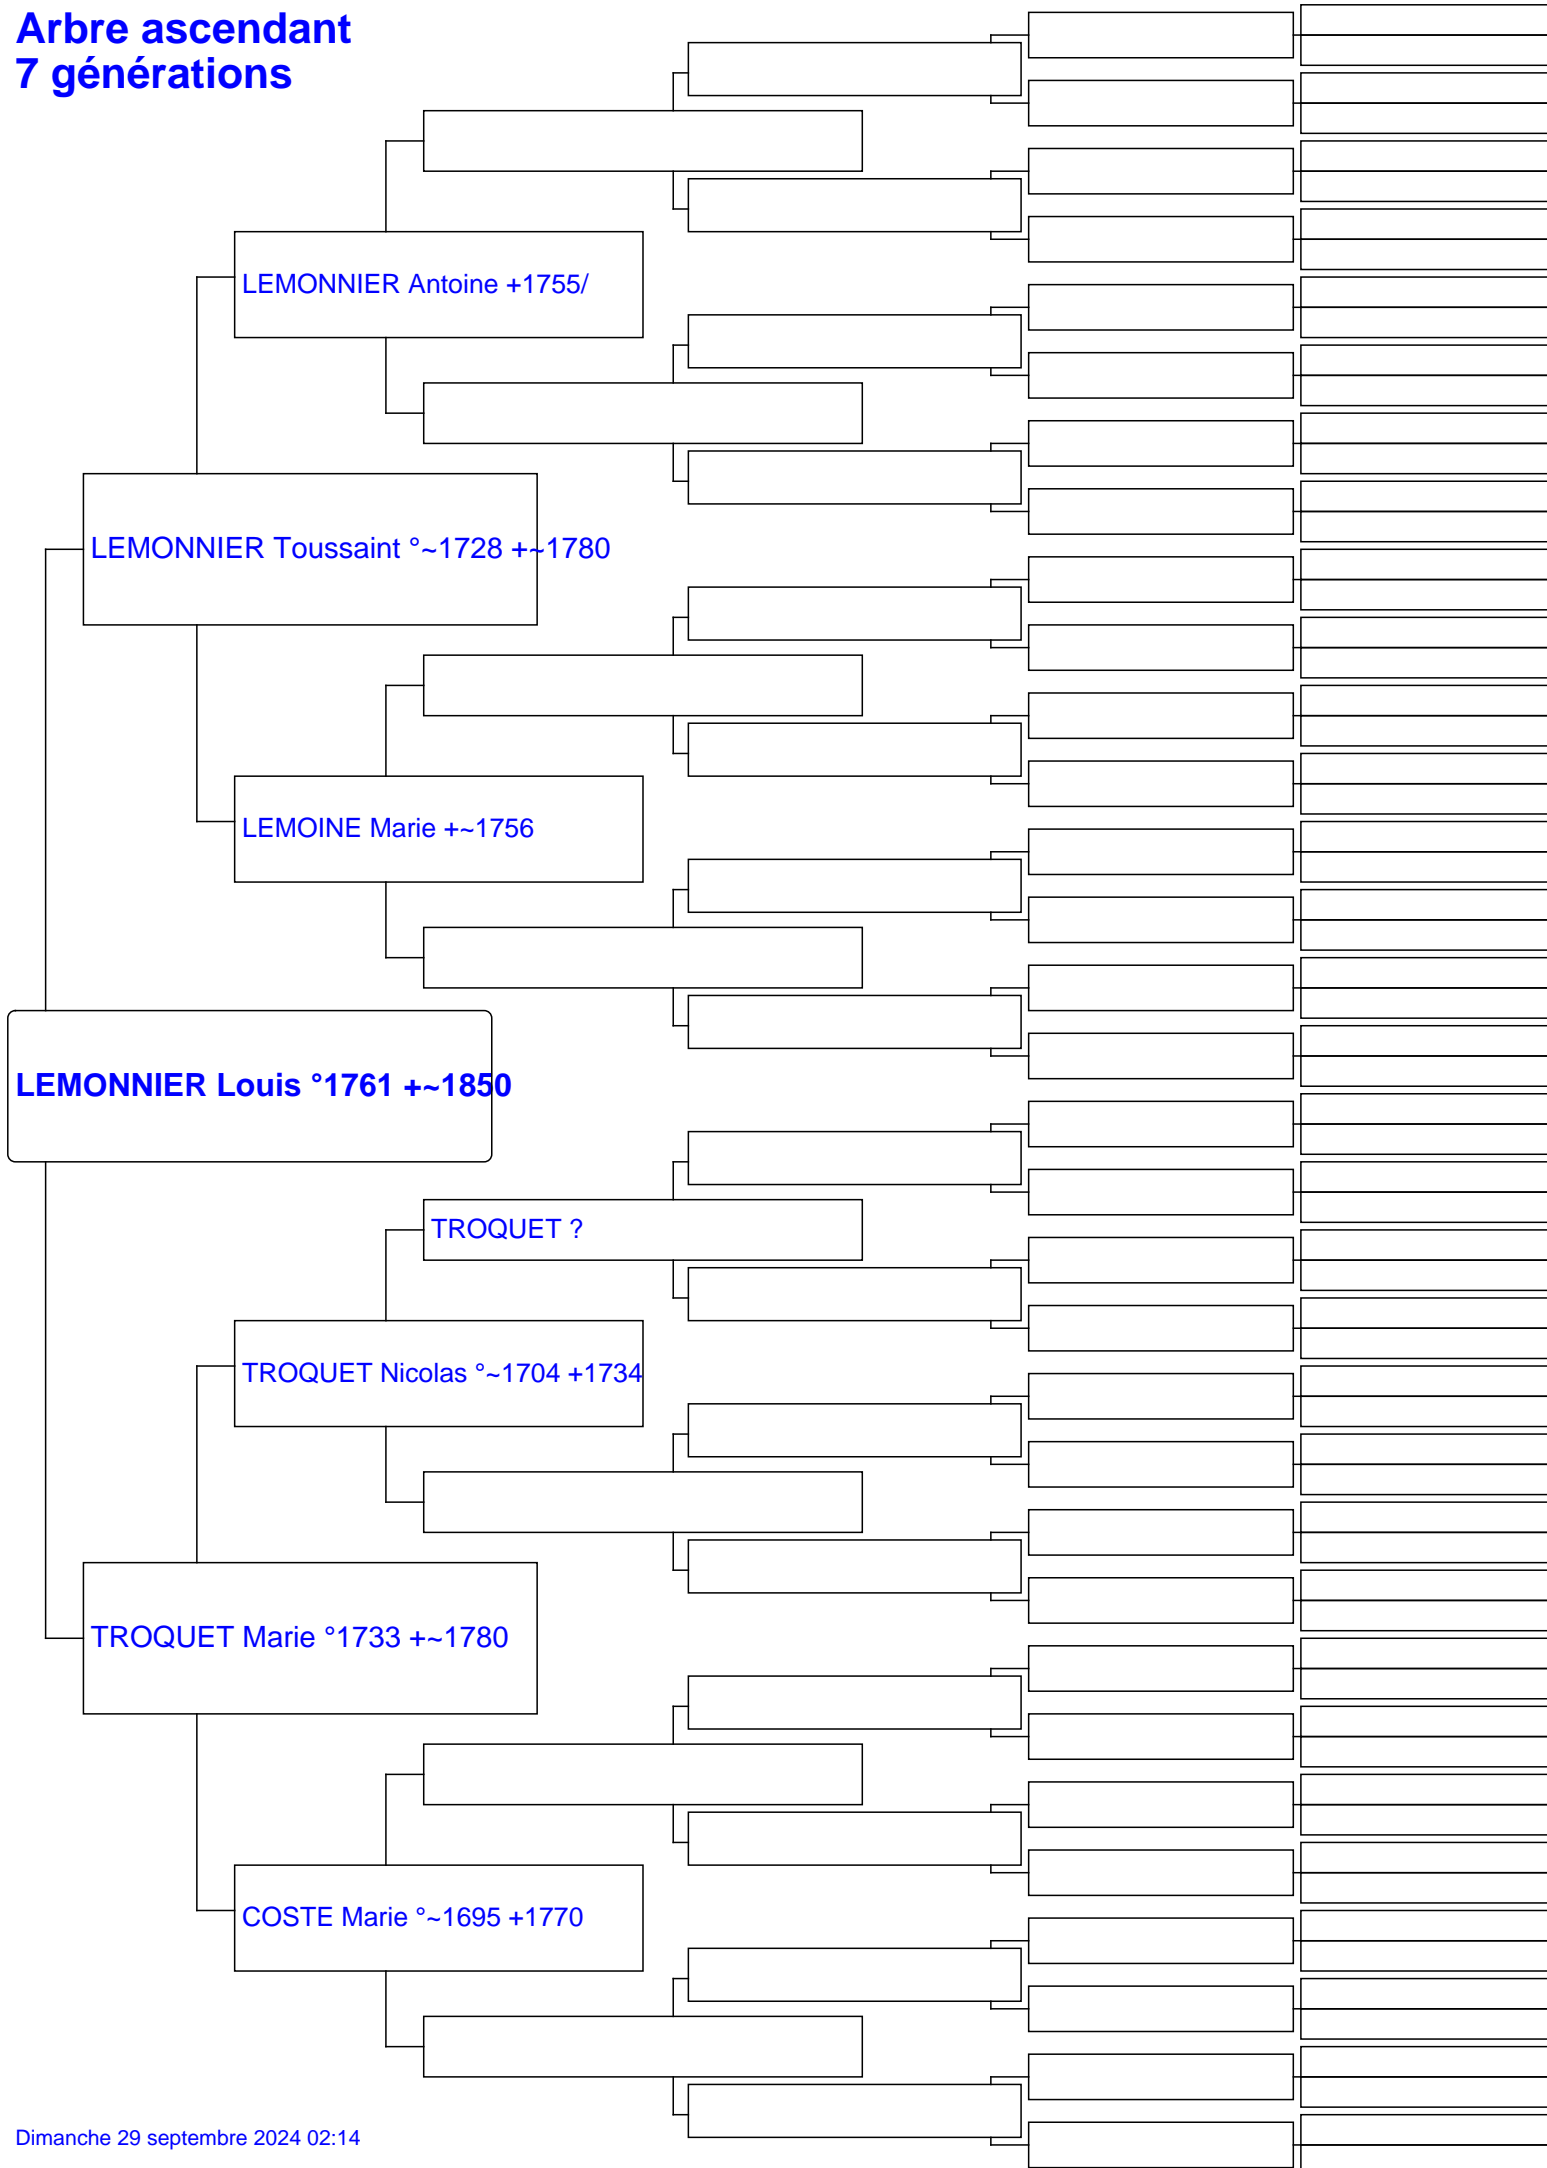 Arbre ascendant
7 générations
LEMONNIER Antoine +1755/
LEMONNIER Toussaint °~1728 +~1780
LEMOINE Marie +~1756
LEMONNIER Louis °1761 +~1850
TROQUET ?
TROQUET Nicolas °~1704 +1734
TROQUET Marie °1733 +~1780
COSTE Marie °~1695 +1770
Dimanche 29 septembre 2024 02:14